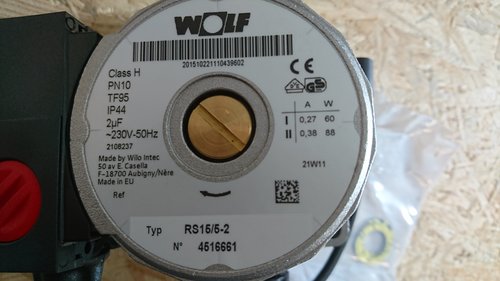 WOLF
201510221110439602
Class H
PN10
TF95
IP44
2µF
~230V-50Hz
2108237
Made by Wilo Intec
50 av E. Casella
F-18700 Aubigny/Nère
Made in EU
Ref
A W
I 0,27 60
II 0,38 88
21W11
Typ RS15/5-2
N° 4516661